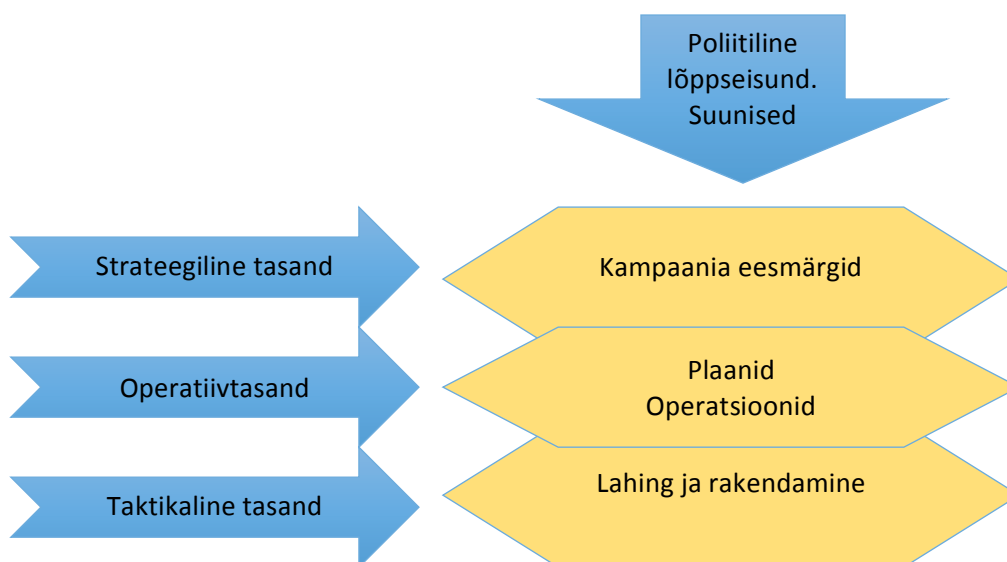 Poliitiline
lõppseisund.
Suunised
Strateegiline tasand
Kampaania eesmärgid
Operatiivtasand
Plaanid
Operatsioonid
Taktikaline tasand
Lahing ja rakendamine